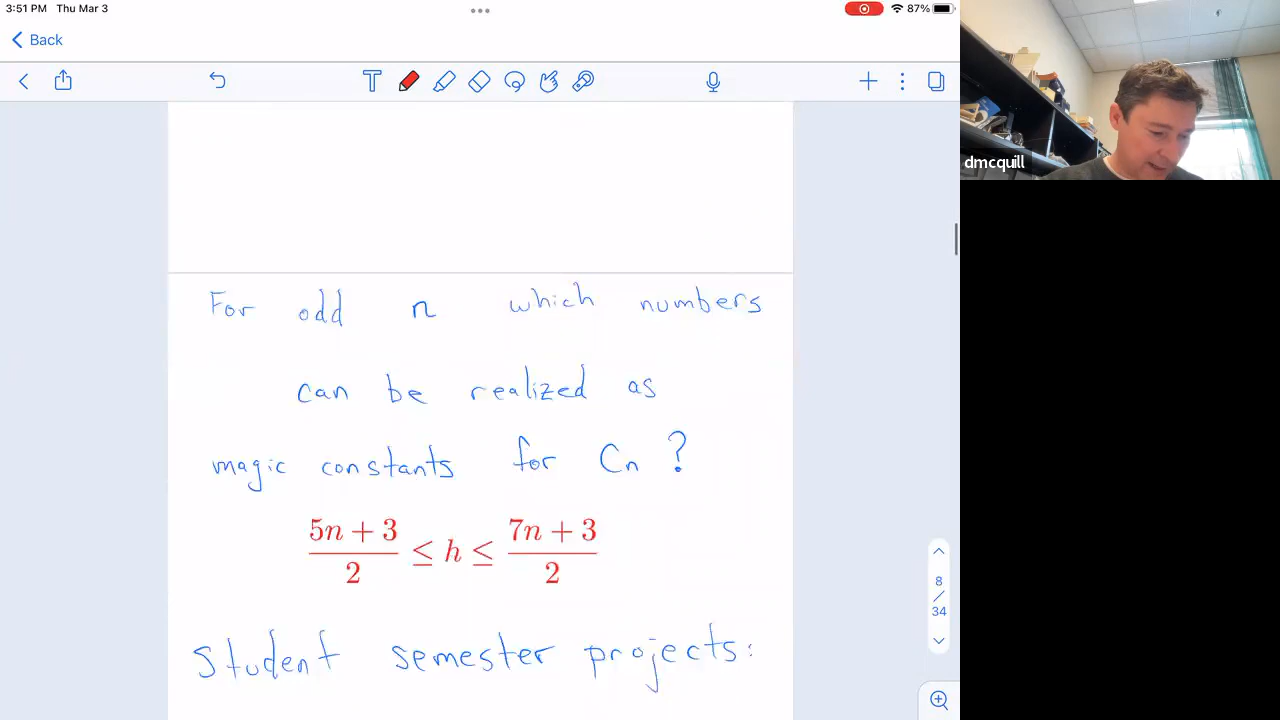 3:51 PM Thu Mar 3
87%
Back
T
dmcquill
For odd n which numbers
can be realized as
magic constants for Cn ?
5n + 3 / 2 ≤ h ≤ 7n + 3 / 2
8
/
34
Student semester projects: